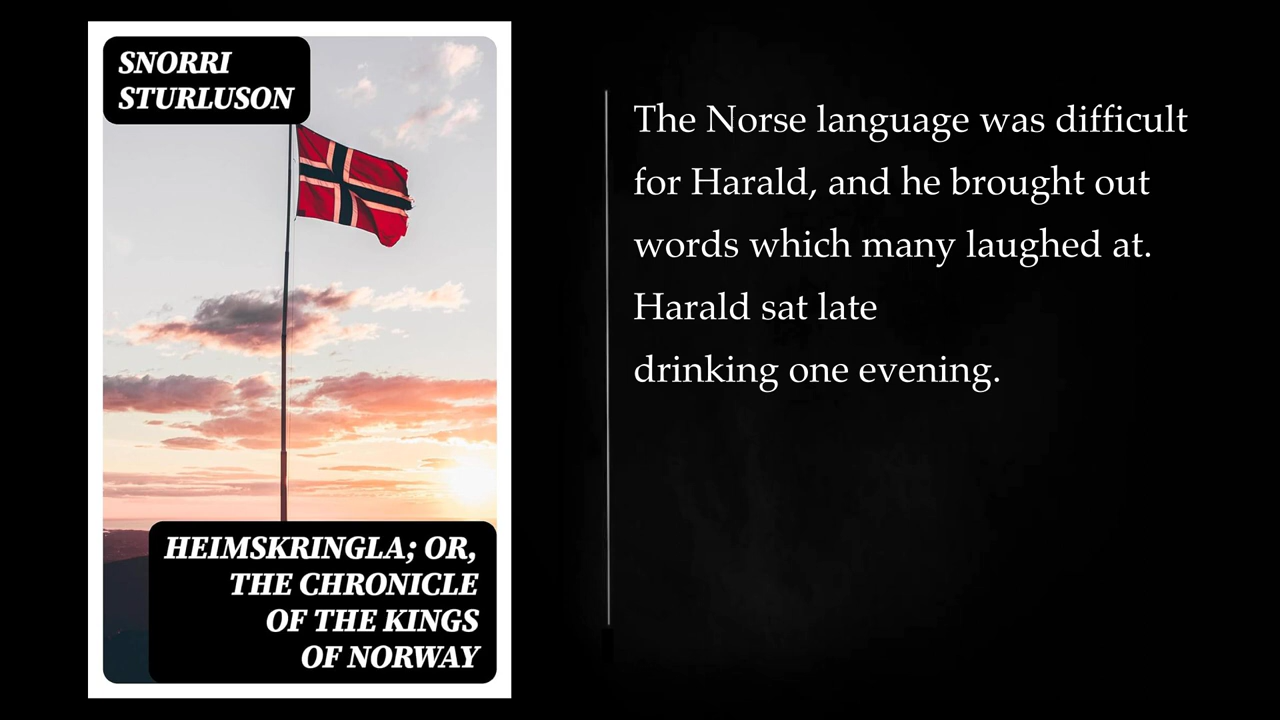 SNORRI
STURLUSON
HEIMSKRINGLA; OR,
THE CHRONICLE
OF THE KINGS
OF NORWAY
The Norse language was difficult
for Harald, and he brought out
words which many laughed at.
Harald sat late
drinking one evening.